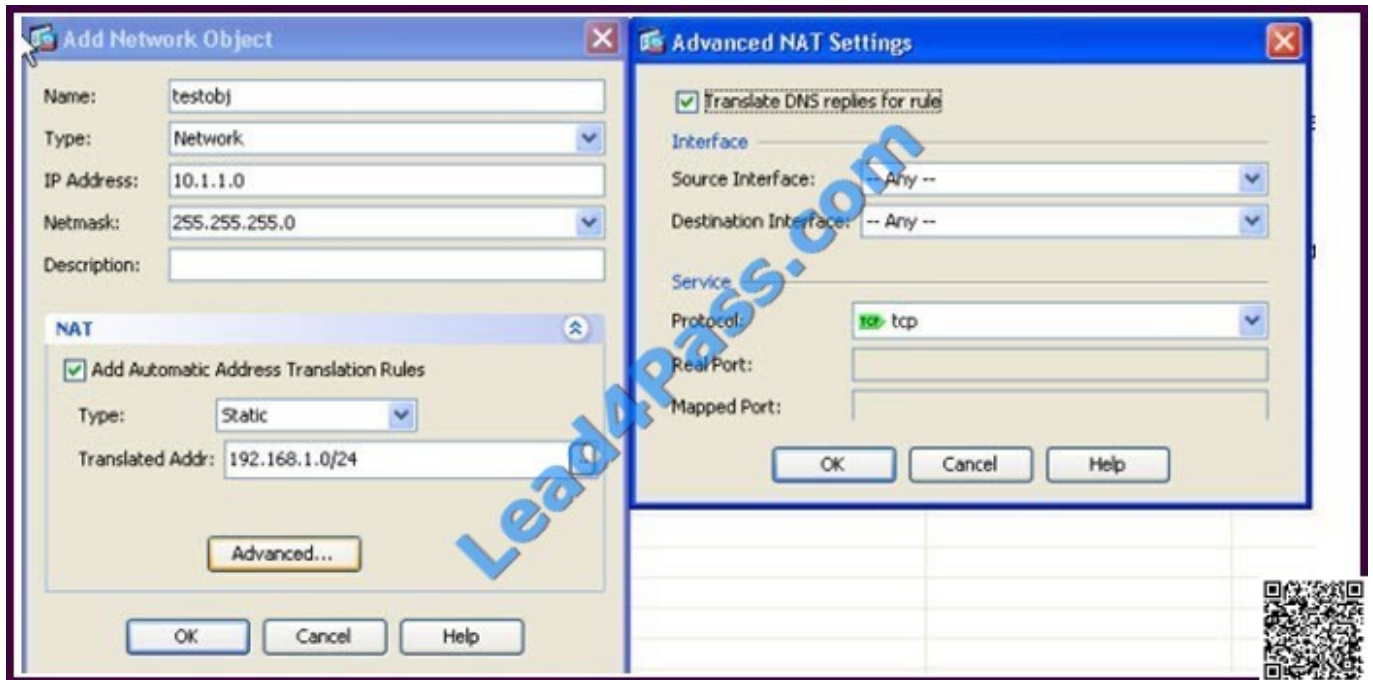 Add Network Object
Name: testobj
Type: Network
IP Address: 10.1.1.0
Netmask: 255.255.255.0
Description:
NAT
Add Automatic Address Translation Rules
Type: Static
Translated Addr: 192.168.1.0/24
Advanced...
OK Cancel Help
Advanced NAT Settings
Translate DNS replies for rule
Interface
Source Interface: -- Any --
Destination Interface: -- Any --
Service
Protocol: TCP tcp
Real Port:
Mapped Port:
OK Cancel Help
Lead4Pass.com